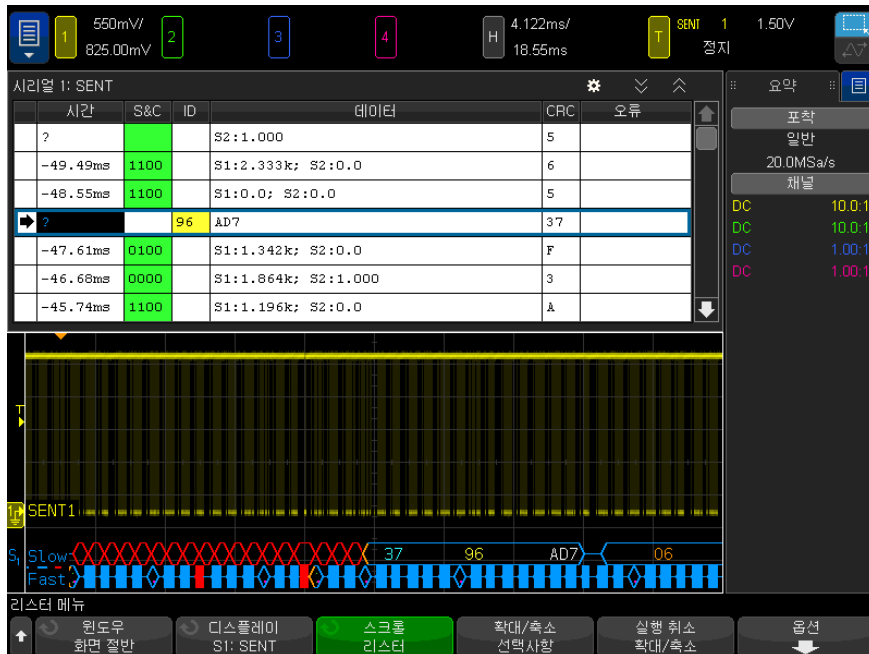 1 550mV/ 2 3 4 H 4.122ms/ T SENT 1 1.50V
825.00mV 18.55ms 정지
시리얼 1: SENT
시간 S&C ID 데이터 CRC 오류
? S2:1.000 5
-49.49ms 1100 S1:2.333k; S2:0.0 6
-48.55ms 1100 S1:0.0; S2:0.0 5
? 96 AD7 37
-47.61ms 0100 S1:1.342k; S2:0.0 F
-46.68ms 0000 S1:1.864k; S2:1.000 3
-45.74ms 1100 S1:1.196k; S2:0.0 A
요약
포착
일반
20.0MSa/s
채널
DC 10.0:1
DC 10.0:1
DC 1.00:1
DC 1.00:1
T
1 SENT1
S1 Slow 37 96 AD7 06
Fast
리스터 메뉴
윈도우 디스플레이 스크롤 확대/축소 실행 취소 옵션
화면 절반 S1: SENT 리스터 선택사항 확대/축소